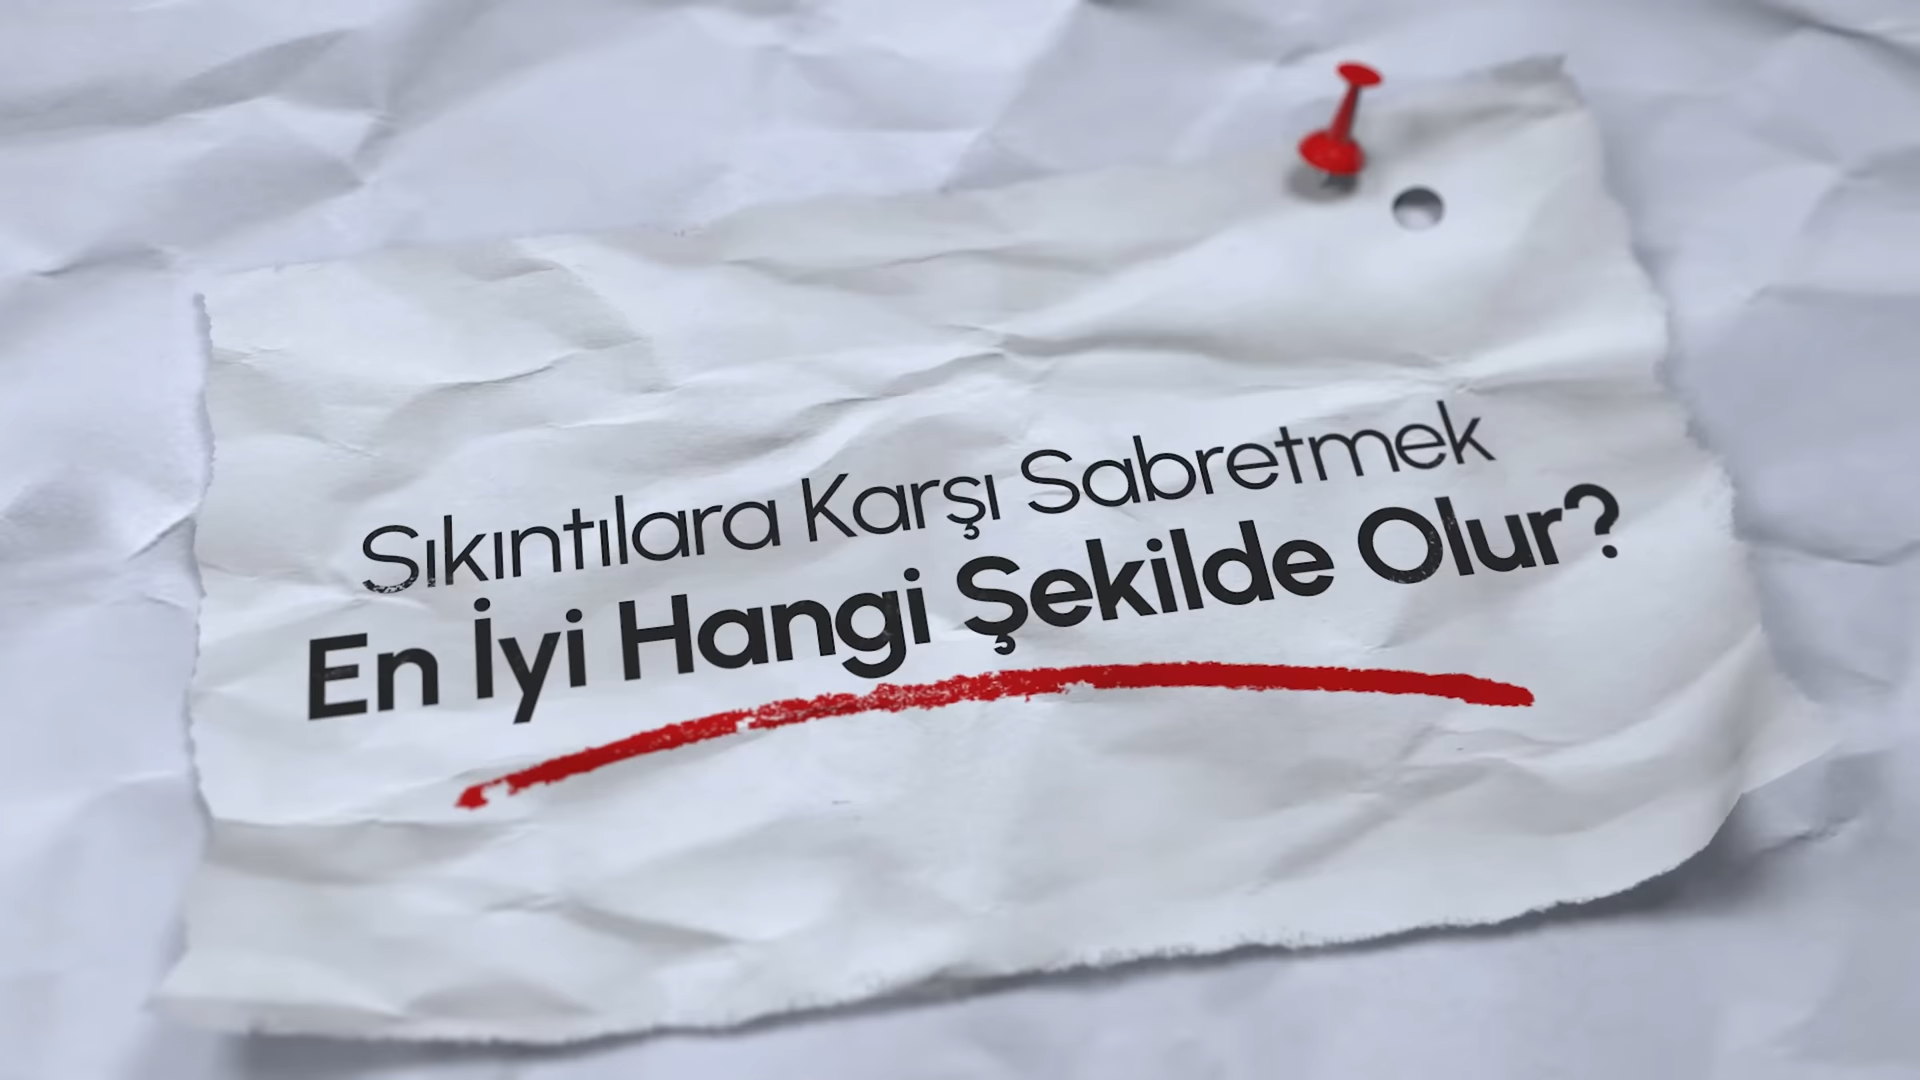 Sıkıntılara Karşı Sabretmek
En İyi Hangi Şekilde Olur?